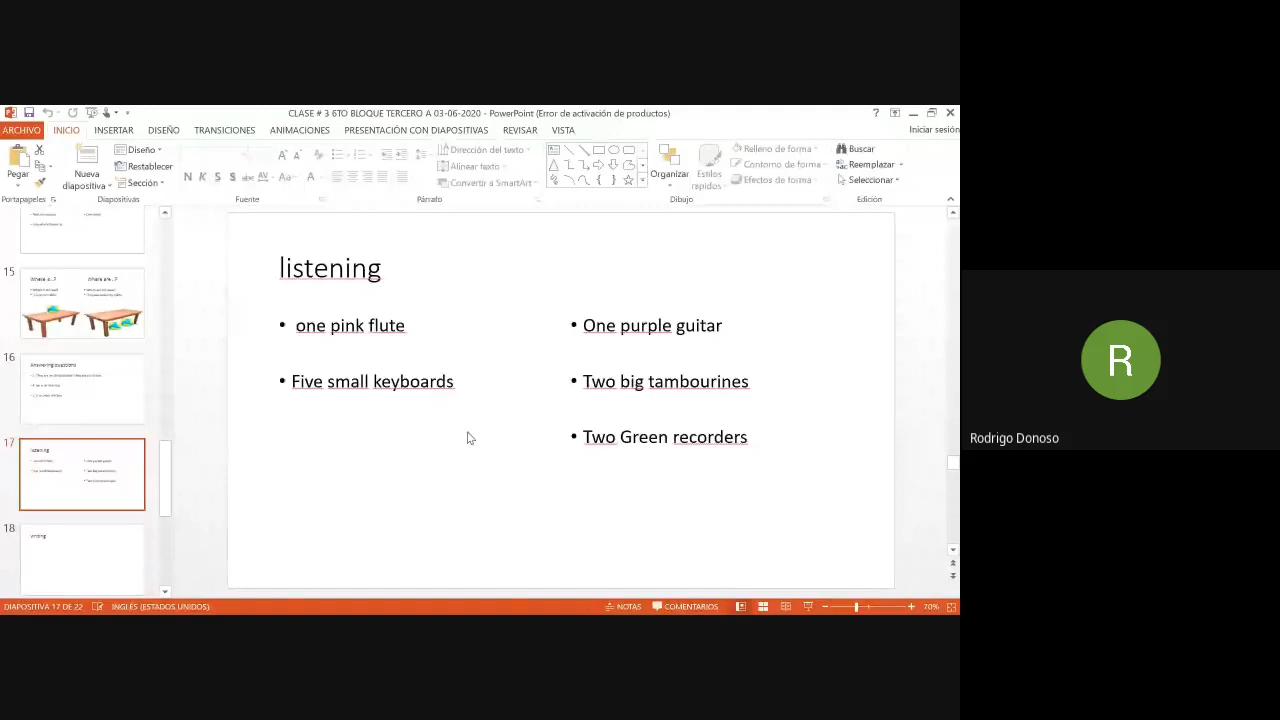 CLASE # 3 6TO BLOQUE TERCERO A 03-06-2020 - PowerPoint (Error de activación de productos)
ARCHIVO INICIO INSERTAR DISEÑO TRANSICIONES ANIMACIONES PRESENTACIÓN CON DIAPOSITIVAS REVISAR VISTA
Iniciar sesión
Pegar
Nueva diapositiva
Diseño
Restablecer
Sección
N K S S abc AV Aa A
Dirección del texto
Alinear texto
Convertir a SmartArt
Organizar
Estilos rápidos
Relleno de forma
Contorno de forma
Efectos de forma
Buscar
Reemplazar
Seleccionar
Portapapeles Diapositivas Fuente Párrafo Dibujo Edición
15
Where is..? Where are..?
16
Answering questions
17
listening
18
writing
listening
• one pink flute
• Five small keyboards
• One purple guitar
• Two big tambourines
• Two Green recorders
R
Rodrigo Donoso
DIAPOSITIVA 17 DE 22 INGLÉS (ESTADOS UNIDOS) NOTAS COMENTARIOS 70%